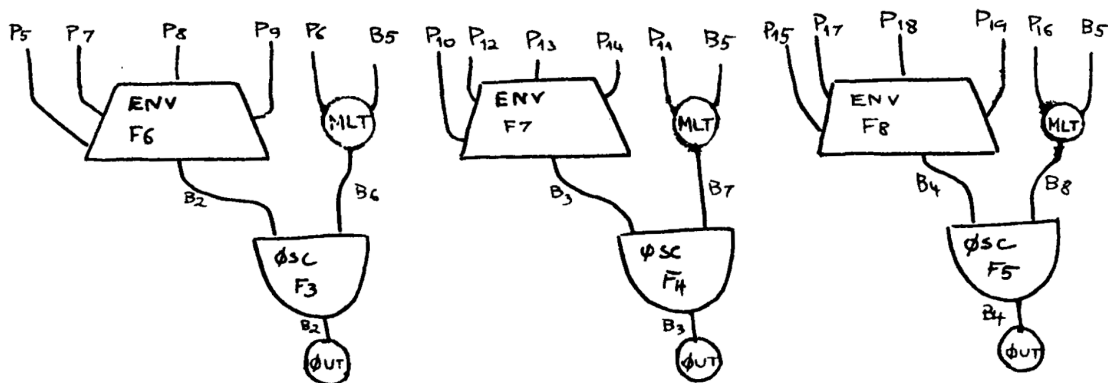 P5 P7 P8 P9 P6 B5 P10 P12 P13 P14 P11 B5 P15 P17 P18 P19 P16 B5
ENV MLT ENV MLT ENV MLT
F6 F7 F8
B2 B6 B3 B7 B4 B8
ØSC ØSC ØSC
F3 F4 F5
B2 B3 B4
ØUT ØUT ØUT